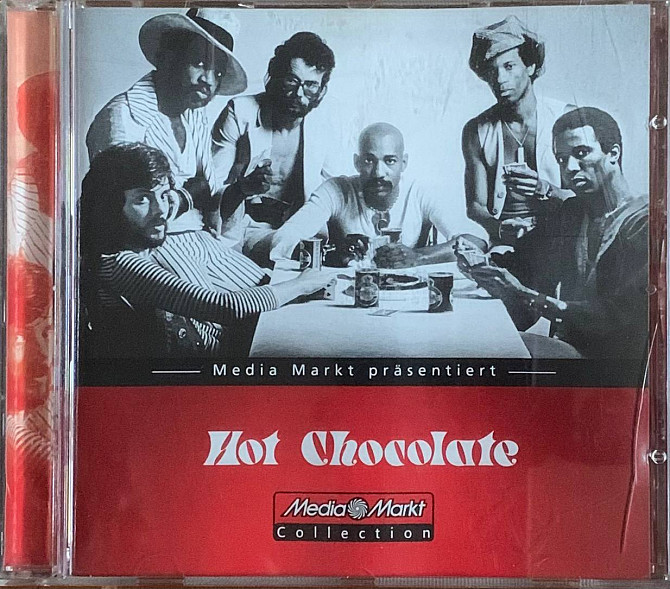 Media Markt präsentiert
Hot Chocolate
Media Markt
Collection